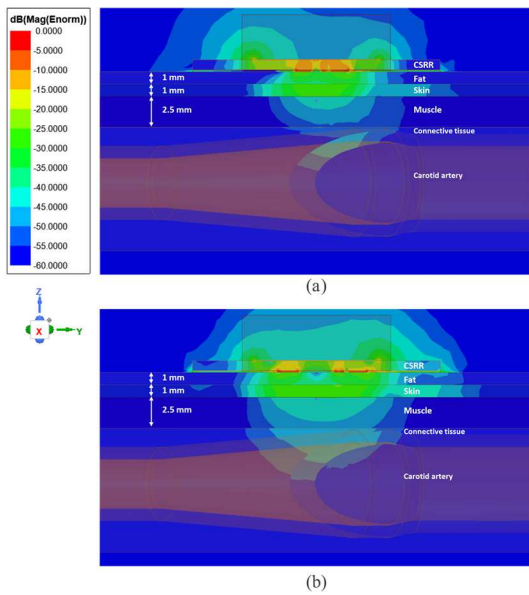 dB(Mag(Enorm))
0.0000
-5.0000
-10.0000
-15.0000
-20.0000
-25.0000
-30.0000
-35.0000
-40.0000
-45.0000
-50.0000
-55.0000
-60.0000
CSRR
1 mm
Fat
1 mm
Skin
2.5 mm
Muscle
Connective tissue
Carotid artery
(a)
Z
X
Y
CSRR
1 mm
Fat
1 mm
Skin
2.5 mm
Muscle
Connective tissue
Carotid artery
(b)